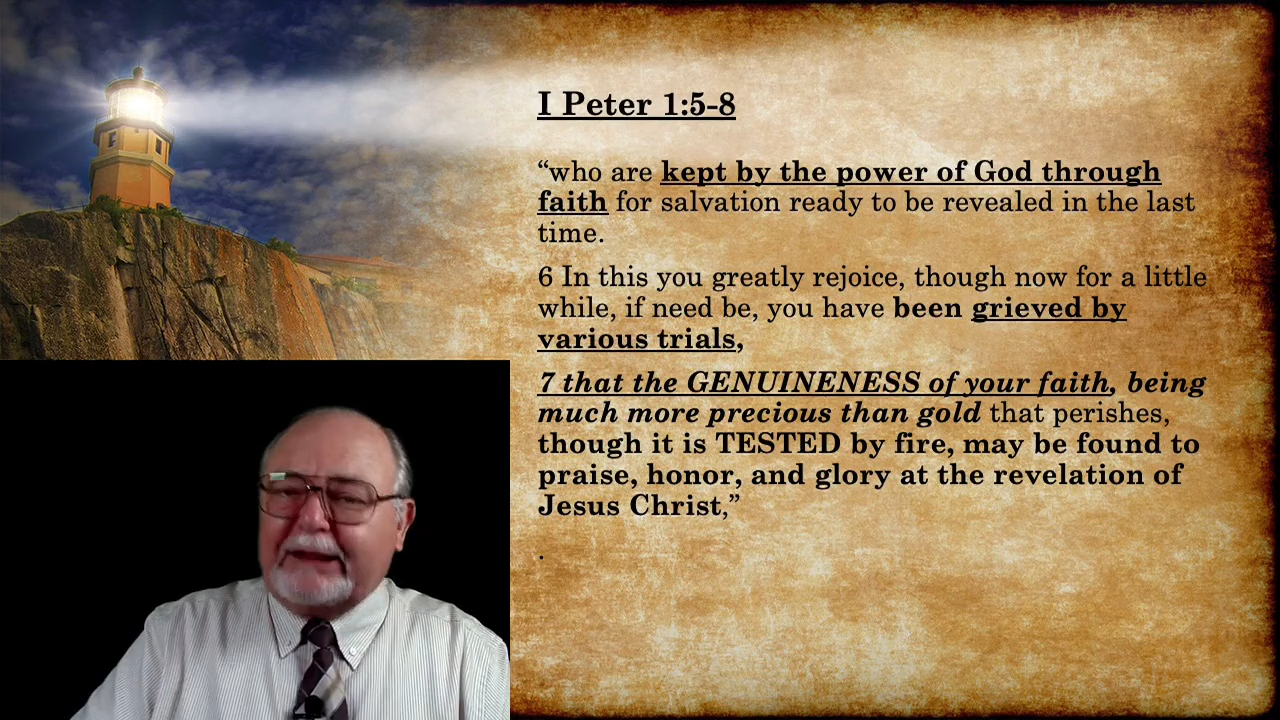 I Peter 1:5-8
“who are kept by the power of God through
faith for salvation ready to be revealed in the last
time.
6 In this you greatly rejoice, though now for a little
while, if need be, you have been grieved by
various trials,
7 that the GENUINENESS of your faith, being
much more precious than gold that perishes,
though it is TESTED by fire, may be found to
praise, honor, and glory at the revelation of
Jesus Christ,”
.